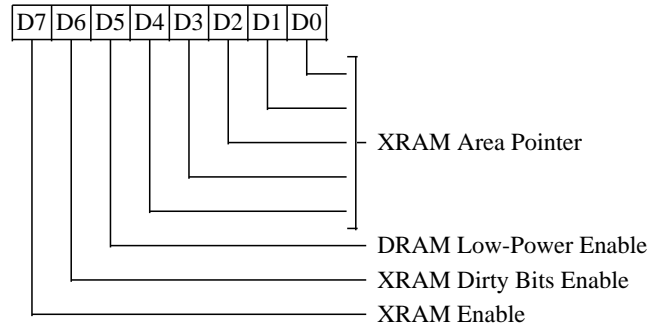 D7 D6 D5 D4 D3 D2 D1 D0
XRAM Area Pointer
DRAM Low-Power Enable
XRAM Dirty Bits Enable
XRAM Enable